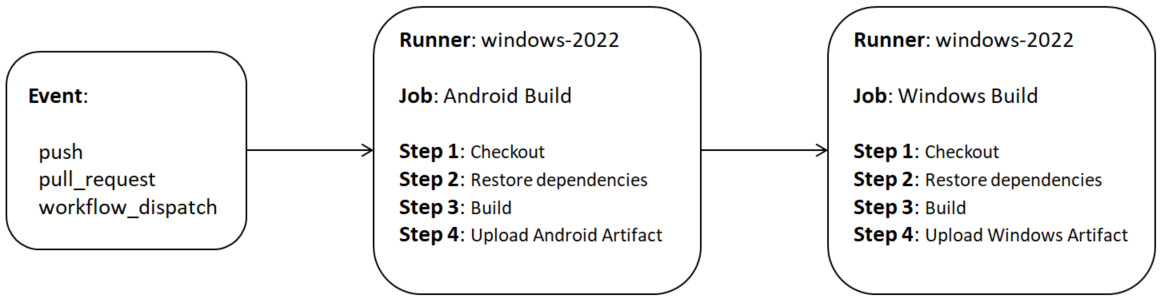 Event:
push
pull_request
workflow_dispatch
Runner: windows-2022
Job: Android Build
Step 1: Checkout
Step 2: Restore dependencies
Step 3: Build
Step 4: Upload Android Artifact
Runner: windows-2022
Job: Windows Build
Step 1: Checkout
Step 2: Restore dependencies
Step 3: Build
Step 4: Upload Windows Artifact